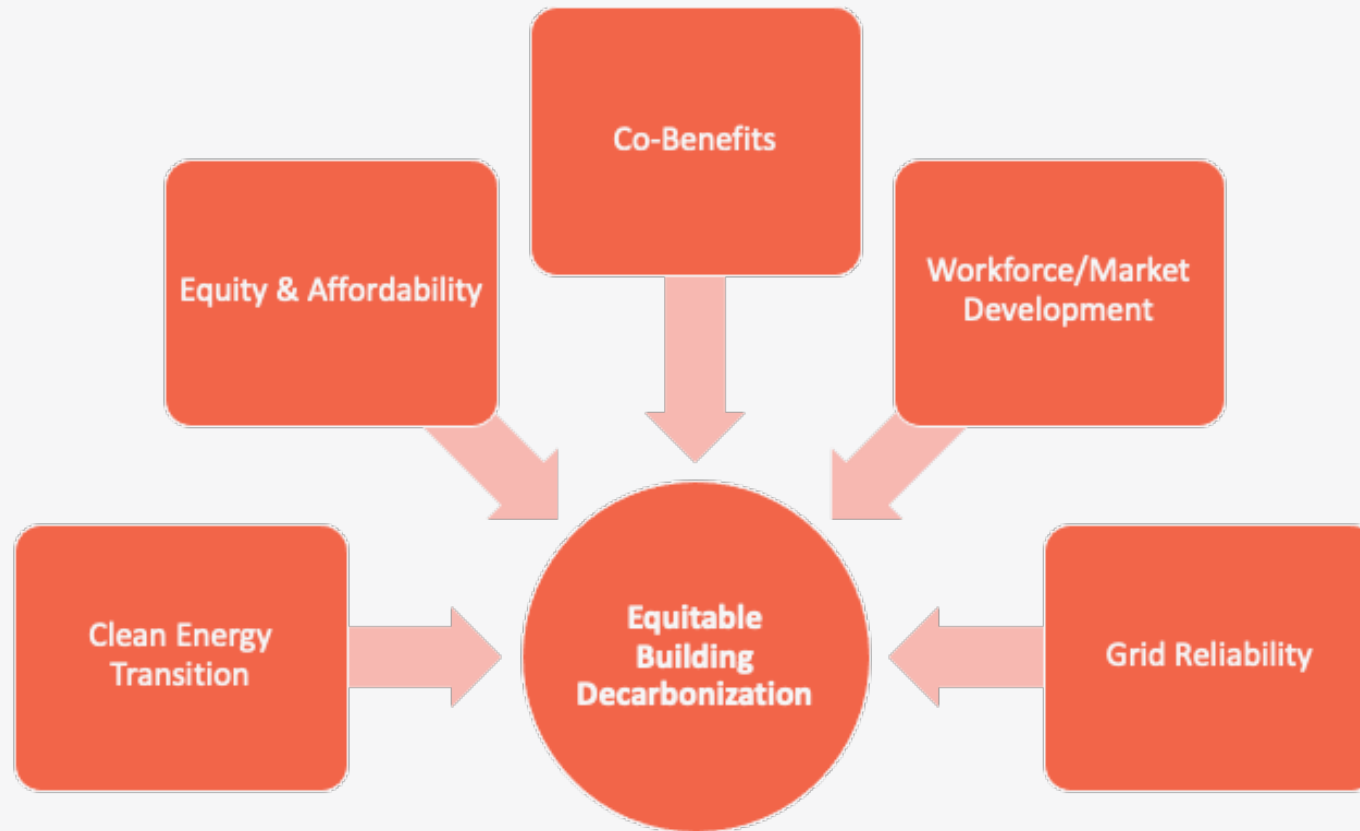 Co-Benefits
Equity & Affordability
Workforce/Market
Development
Clean Energy
Transition
Equitable
Building
Decarbonization
Grid Reliability